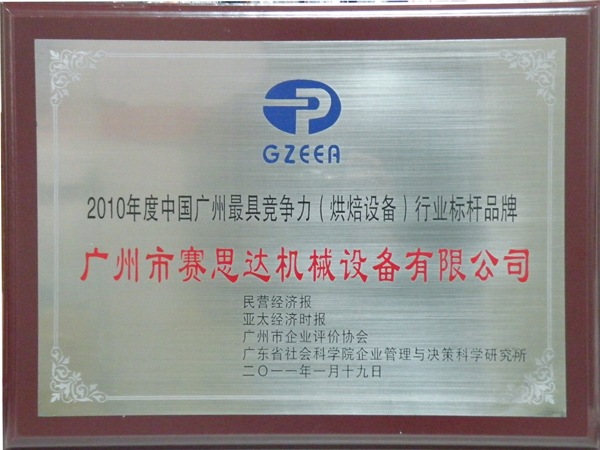 GZEEA
2010年度中国广州最具竞争力（烘焙设备）行业标杆品牌
广州市赛思达机械设备有限公司
民营经济报
亚太经济时报
广州市企业评价协会
广东省社会科学院企业管理与决策科学研究所
二〇一一年一月十九日